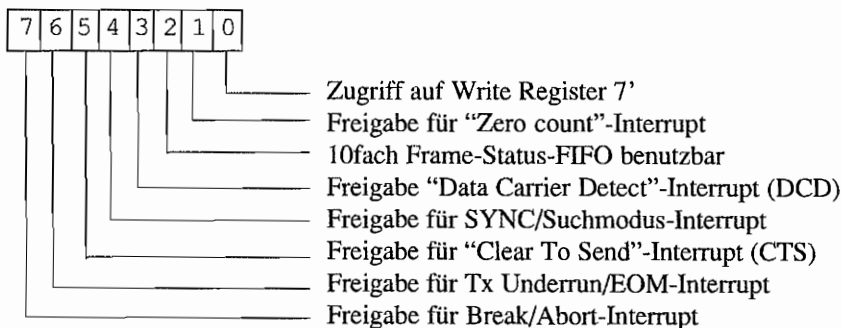 7 6 5 4 3 2 1 0
Zugriff auf Write Register 7’
Freigabe für “Zero count”-Interrupt
10fach Frame-Status-FIFO benutzbar
Freigabe “Data Carrier Detect”-Interrupt (DCD)
Freigabe für SYNC/Suchmodus-Interrupt
Freigabe für “Clear To Send”-Interrupt (CTS)
Freigabe für Tx Underrun/EOM-Interrupt
Freigabe für Break/Abort-Interrupt